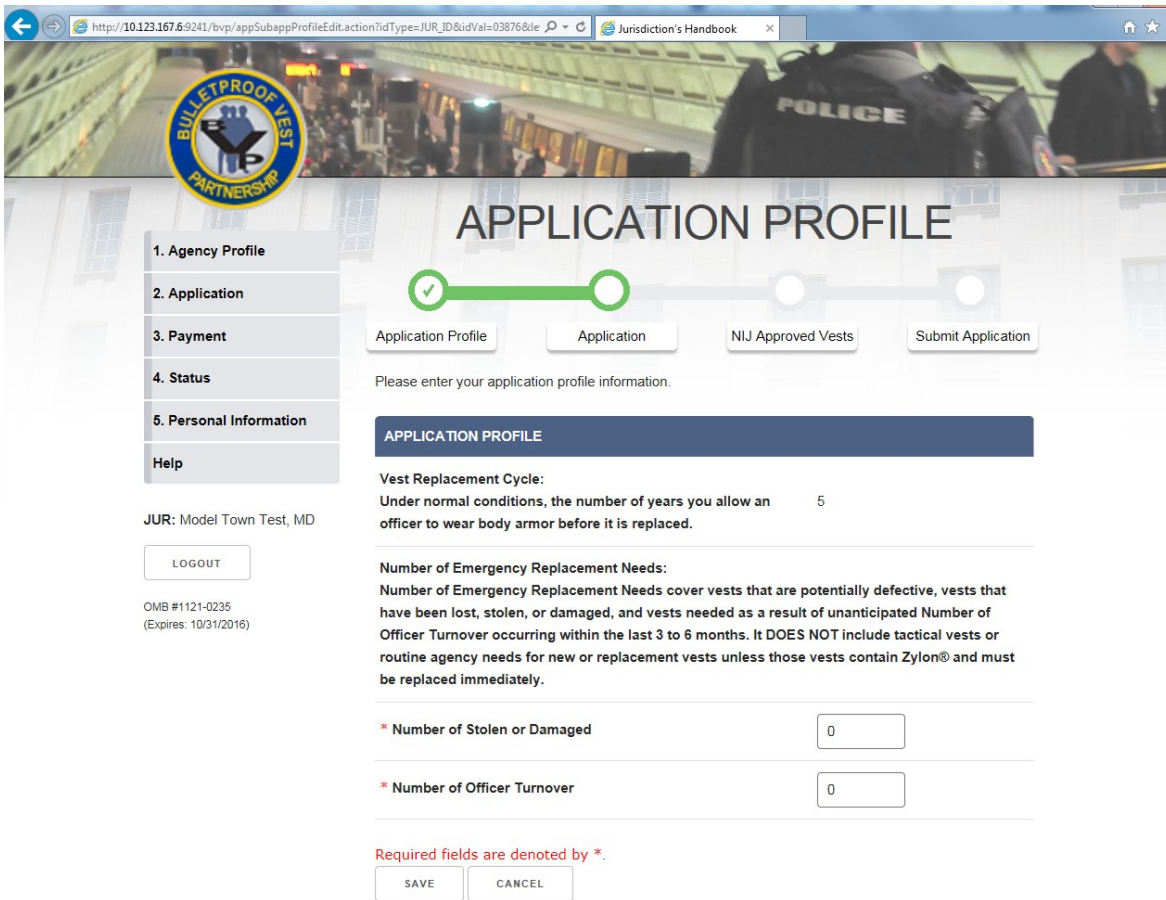 http://10.123.167.6:9241/bvp/appSubappProfileEdit.action?idType=JUR_ID&idVal=03876&le
Jurisdiction's Handbook
BULLETPROOF VEST
BVP
PARTNERSHIP
POLICE
APPLICATION PROFILE
1. Agency Profile
2. Application
3. Payment
4. Status
5. Personal Information
Help
JUR: Model Town Test, MD
LOGOUT
OMB #1121-0235
(Expires: 10/31/2016)
Application Profile
Application
NIJ Approved Vests
Submit Application
Please enter your application profile information.
APPLICATION PROFILE
Vest Replacement Cycle:
Under normal conditions, the number of years you allow an 5
officer to wear body armor before it is replaced.
Number of Emergency Replacement Needs:
Number of Emergency Replacement Needs cover vests that are potentially defective, vests that
have been lost, stolen, or damaged, and vests needed as a result of unanticipated Number of
Officer Turnover occurring within the last 3 to 6 months. It DOES NOT include tactical vests or
routine agency needs for new or replacement vests unless those vests contain Zylon® and must
be replaced immediately.
* Number of Stolen or Damaged 0
* Number of Officer Turnover 0
Required fields are denoted by *.
SAVE CANCEL